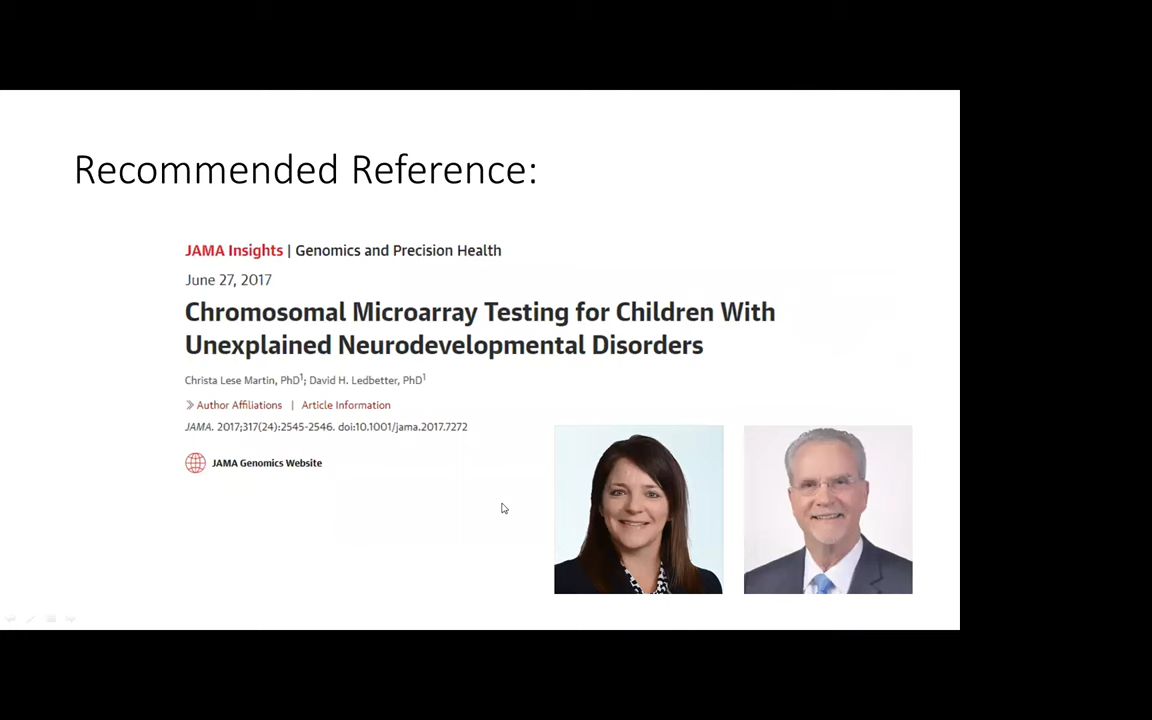 Recommended Reference:
JAMA Insights | Genomics and Precision Health
June 27, 2017
Chromosomal Microarray Testing for Children With
Unexplained Neurodevelopmental Disorders
Christa Lese Martin, PhD1; David H. Ledbetter, PhD1
» Author Affiliations | Article Information
JAMA. 2017;317(24):2545-2546. doi:10.1001/jama.2017.7272
JAMA Genomics Website